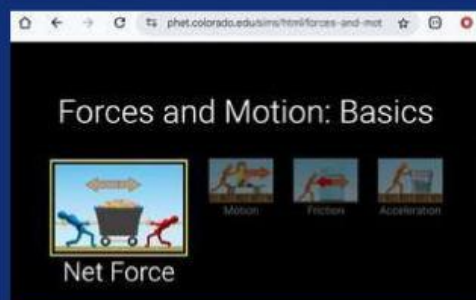 phet.colorado.edu/sims/html/forces-and-mot
Forces and Motion: Basics
Motion
Friction
Acceleration
Net Force